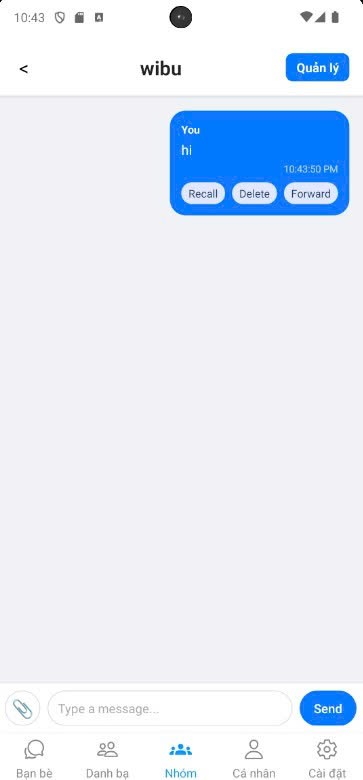 10:43
< wibu Quản lý
You
hi
10:43:50 PM
Recall Delete Forward
Type a message... Send
Bạn bè Danh bạ Nhóm Cá nhân Cài đặt